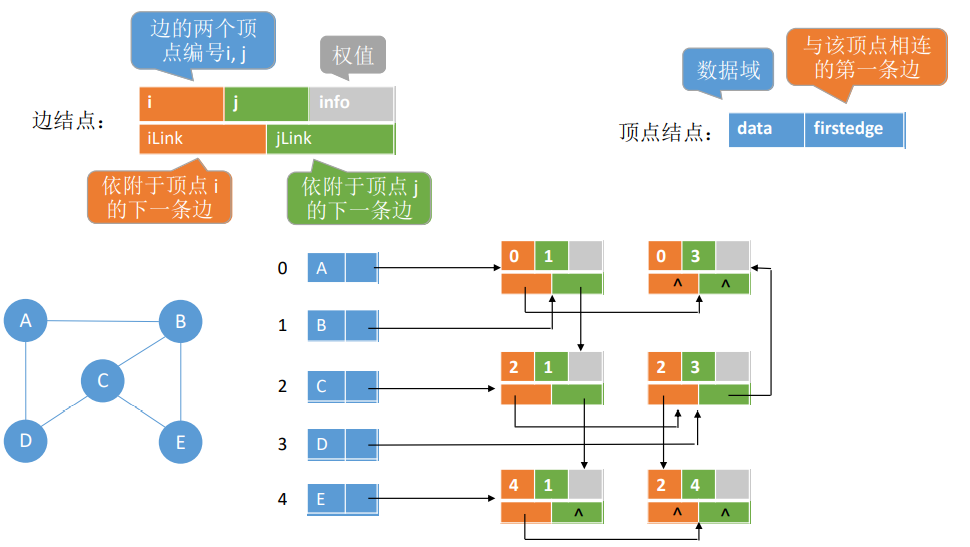 边的两个顶
点编号i, j
权值
数据域
与该顶点相连
的第一条边
边结点：
i j info
iLink jLink
顶点结点：
data firstedge
依附于顶点 i
的下一条边
依附于顶点 j
的下一条边
0 A
0 1
0 3
^ ^
1 B
2 C
2 1
2 3
3 D
4 E
4 1
2 4
^
^ ^
A
B
C
D
E